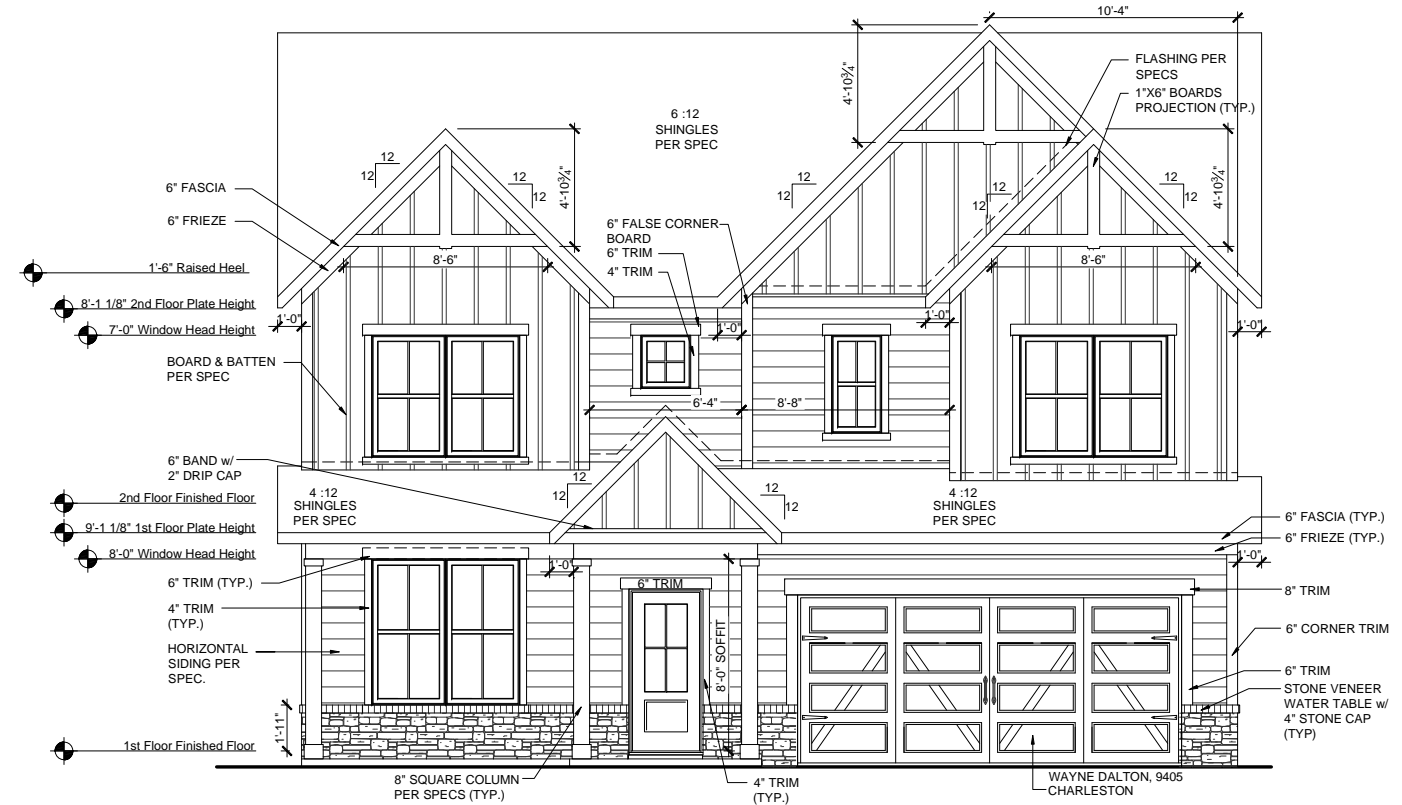 10'-4"
4'-10¾"
FLASHING PER
SPECS
1"X6" BOARDS
PROJECTION (TYP.)
6 :12
SHINGLES
PER SPEC
12
12
12
12
4'-10¾"
12
12
12
12
12
12
4'-10¾"
6" FASCIA
6" FRIEZE
6" FALSE CORNER
BOARD
6" TRIM
4" TRIM
8'-6"
8'-6"
1'-6" Raised Heel
8'-1 1/8" 2nd Floor Plate Height
1'-0"
1'-0"
1'-0"
1'-0"
7'-0" Window Head Height
BOARD & BATTEN
PER SPEC
6'-4"
8'-8"
6" BAND w/
2" DRIP CAP
12
12
12
12
2nd Floor Finished Floor
4 :12
SHINGLES
PER SPEC
4 :12
SHINGLES
PER SPEC
9'-1 1/8" 1st Floor Plate Height
6" FASCIA (TYP.)
6" FRIEZE (TYP.)
8'-0" Window Head Height
1'-0"
1'-0"
6" TRIM (TYP.)
6" TRIM
8" TRIM
4" TRIM
(TYP.)
6" CORNER TRIM
HORIZONTAL
SIDING PER
SPEC.
8'-0" SOFFIT
6" TRIM
STONE VENEER
WATER TABLE w/
4" STONE CAP
(TYP)
1'-11"
1st Floor Finished Floor
8" SQUARE COLUMN
PER SPECS (TYP.)
4" TRIM
(TYP.)
WAYNE DALTON, 9405
CHARLESTON